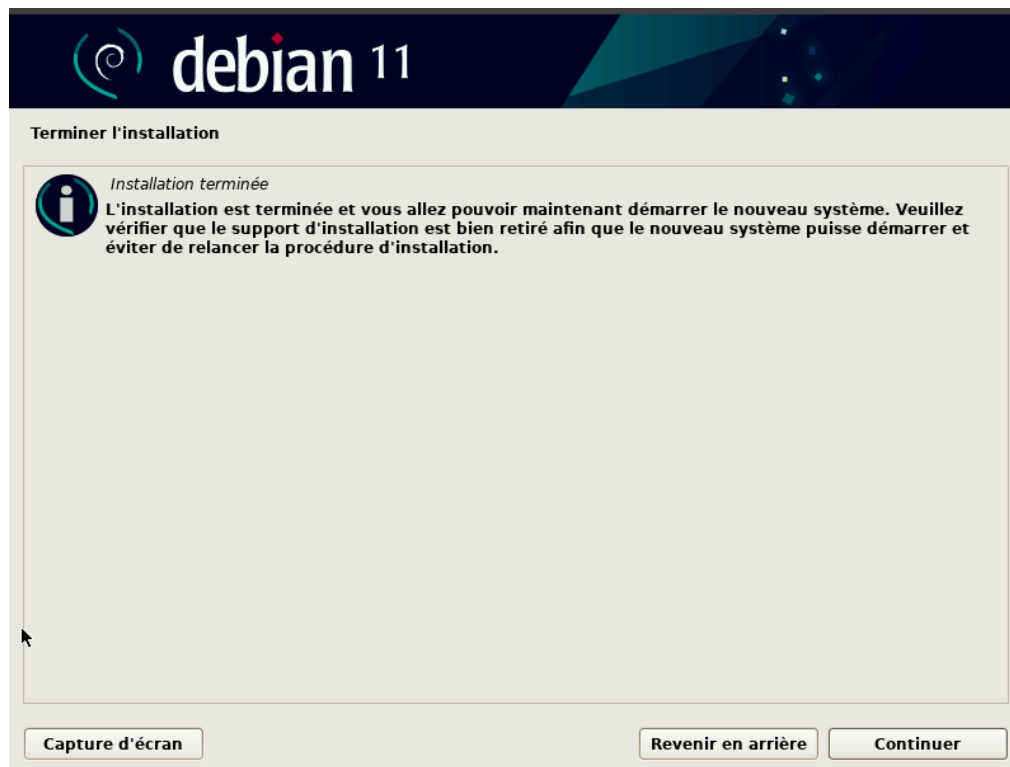 debian 11
Terminer l'installation
Installation terminée
L'installation est terminée et vous allez pouvoir maintenant démarrer le nouveau système. Veuillez
vérifier que le support d'installation est bien retiré afin que le nouveau système puisse démarrer et
éviter de relancer la procédure d'installation.
Capture d'écran
Revenir en arrière
Continuer